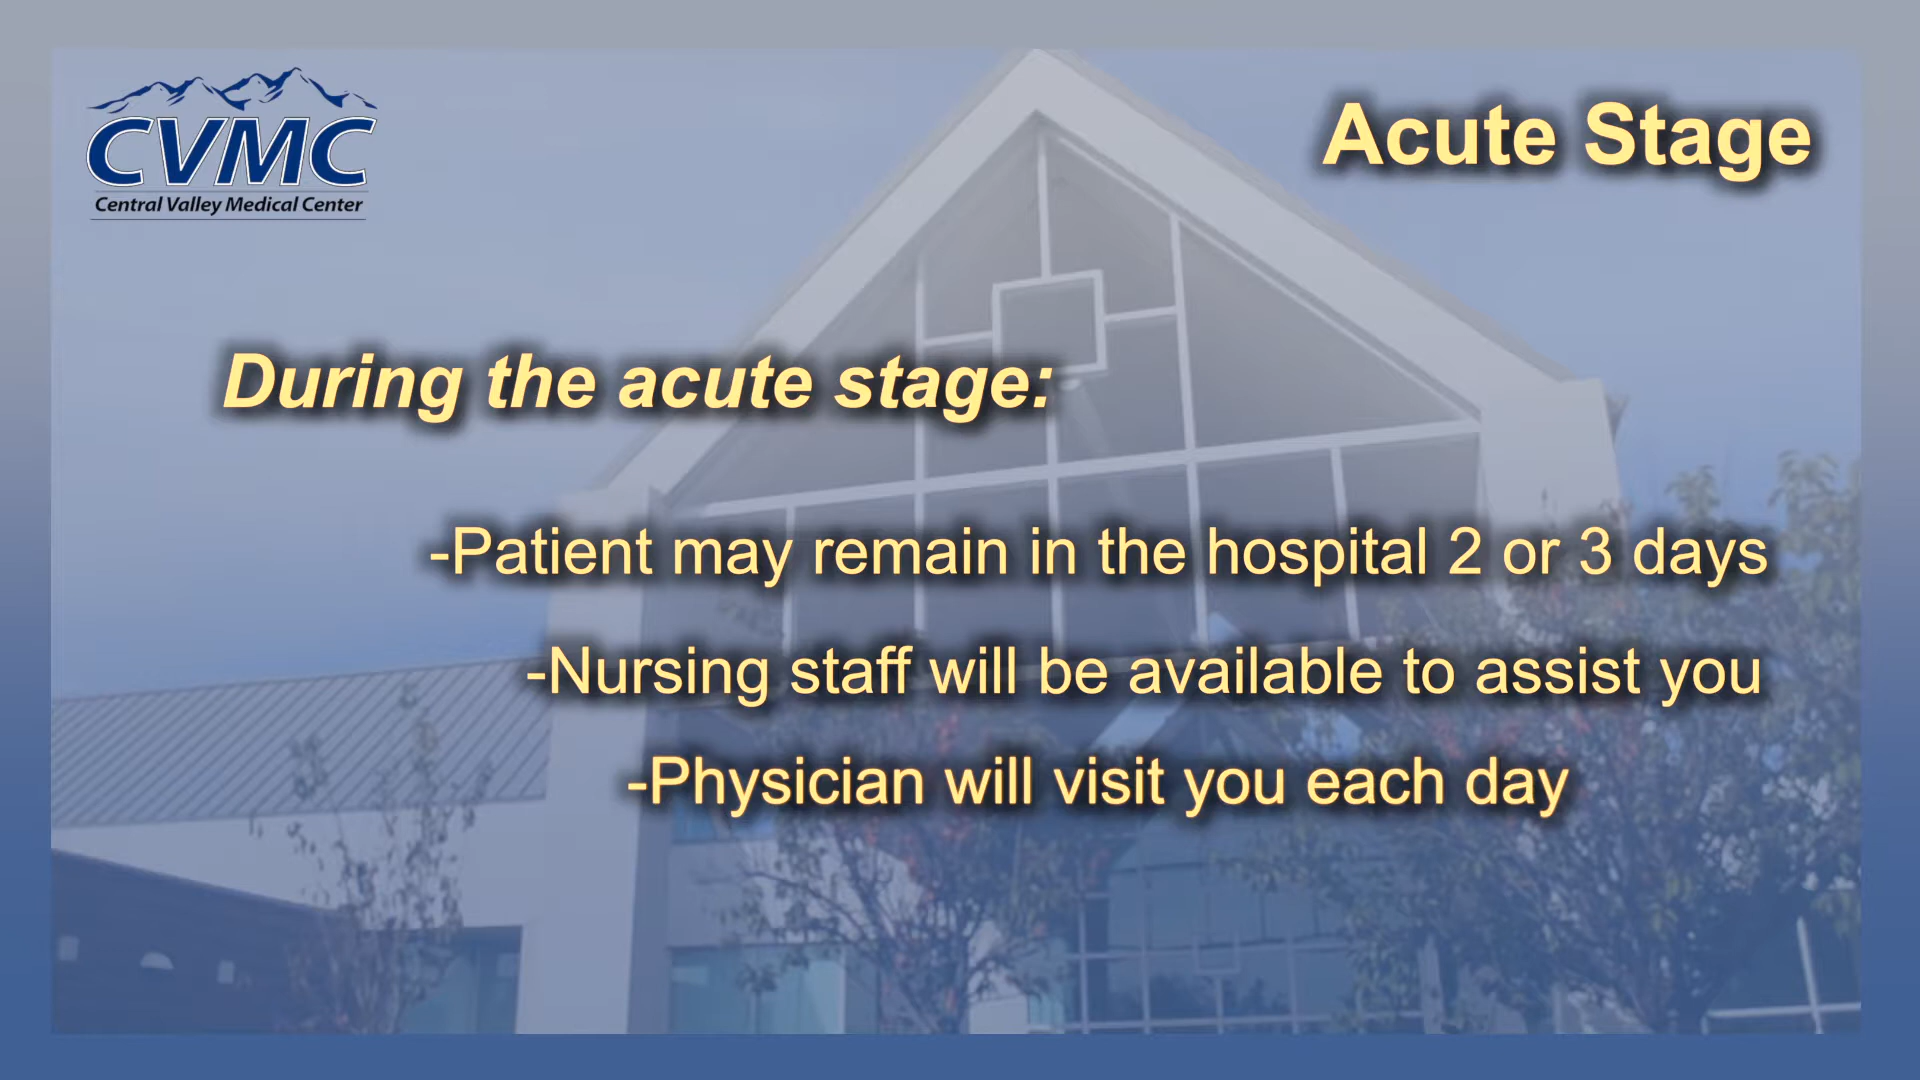 CVMC
Central Valley Medical Center
Acute Stage
During the acute stage:
-Patient may remain in the hospital 2 or 3 days
-Nursing staff will be available to assist you
-Physician will visit you each day